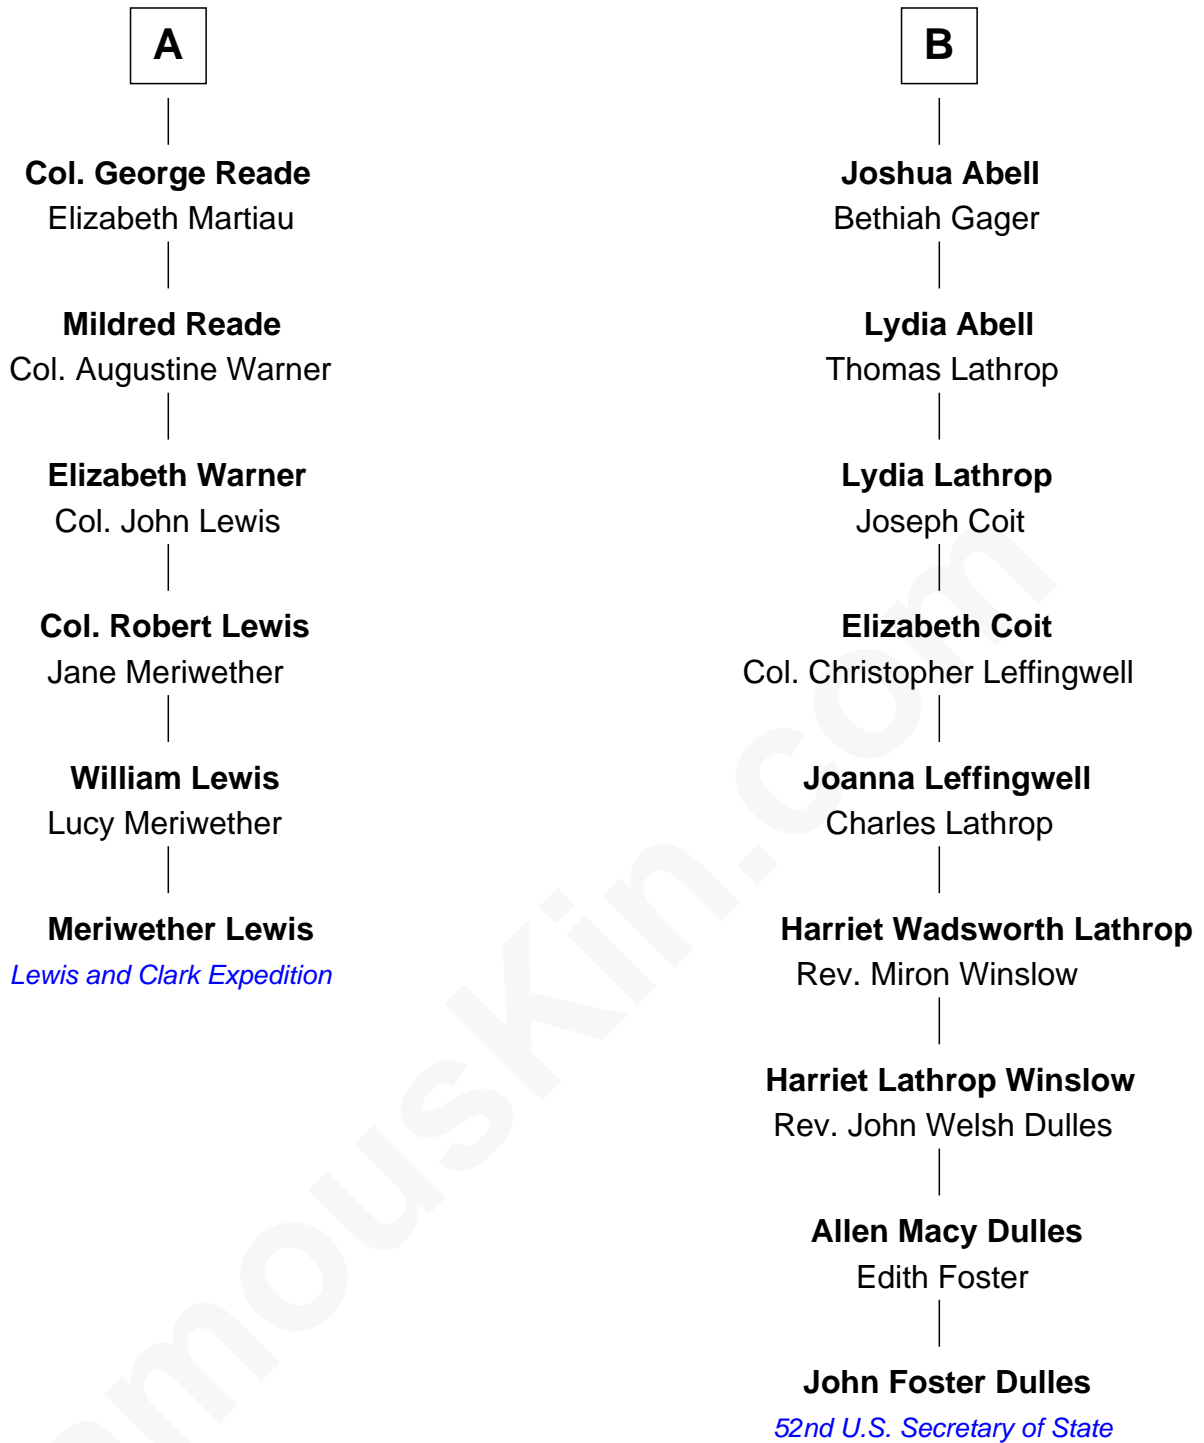 A
Col. George Reade
Elizabeth Martiau
Mildred Reade
Col. Augustine Warner
Elizabeth Warner
Col. John Lewis
Col. Robert Lewis
Jane Meriwether
William Lewis
Lucy Meriwether
Meriwether Lewis
Lewis and Clark Expedition
B
Joshua Abell
Bethiah Gager
Lydia Abell
Thomas Lathrop
Lydia Lathrop
Joseph Coit
Elizabeth Coit
Col. Christopher Leffingwell
Joanna Leffingwell
Charles Lathrop
Harriet Wadsworth Lathrop
Rev. Miron Winslow
Harriet Lathrop Winslow
Rev. John Welsh Dulles
Allen Macy Dulles
Edith Foster
John Foster Dulles
52nd U.S. Secretary of State
amouskin.com